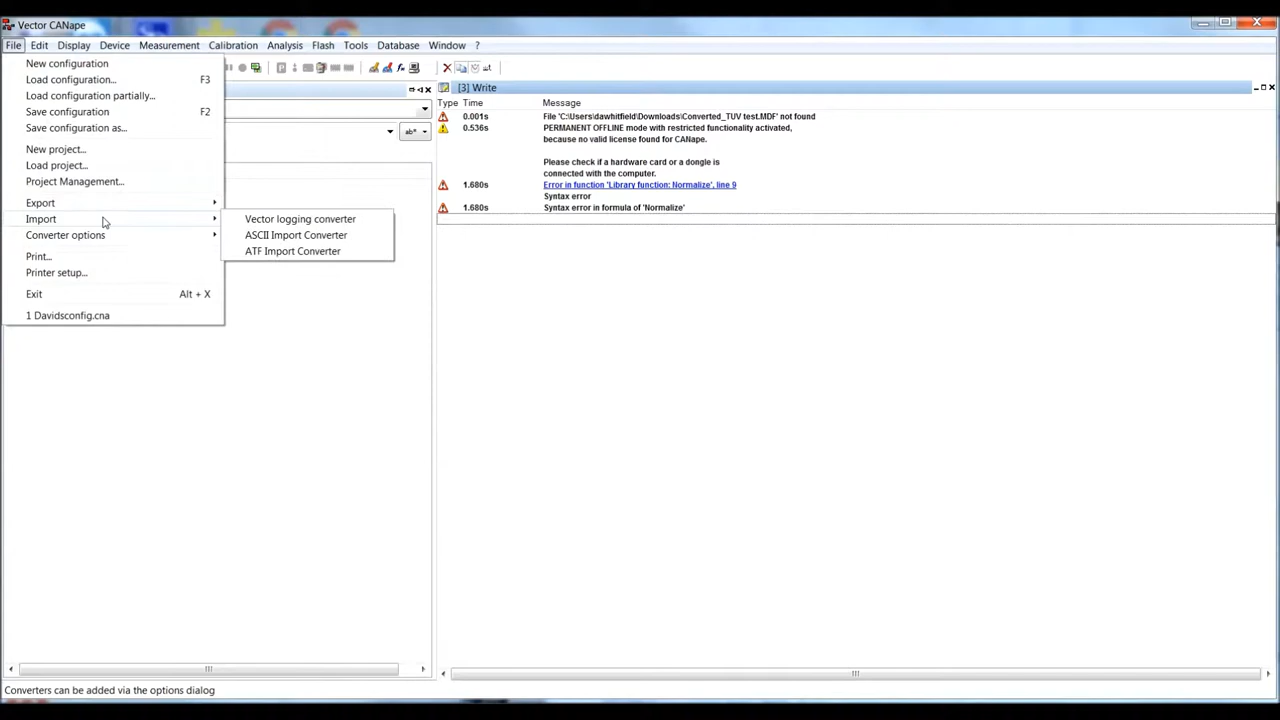 Vector CANape
File Edit Display Device Measurement Calibration Analysis Flash Tools Database Window ?
New configuration
Load configuration... F3
Load configuration partially...
Save configuration F2
Save configuration as...
New project...
Load project...
Project Management...
Export
Import
Converter options
Print...
Printer setup...
Exit Alt + X
1 Davidsconfig.cna
Vector logging converter
ASCII Import Converter
ATF Import Converter
ab*
[3] Write
Type Time Message
0.001s File 'C:\Users\dawhitfield\Downloads\Converted_TUV test.MDF' not found
0.536s PERMANENT OFFLINE mode with restricted functionality activated,
because no valid license found for CANape.
Please check if a hardware card or a dongle is
connected with the computer.
1.680s Error in function 'Library function: Normalize', line 9
Syntax error
1.680s Syntax error in formula of 'Normalize'
Converters can be added via the options dialog